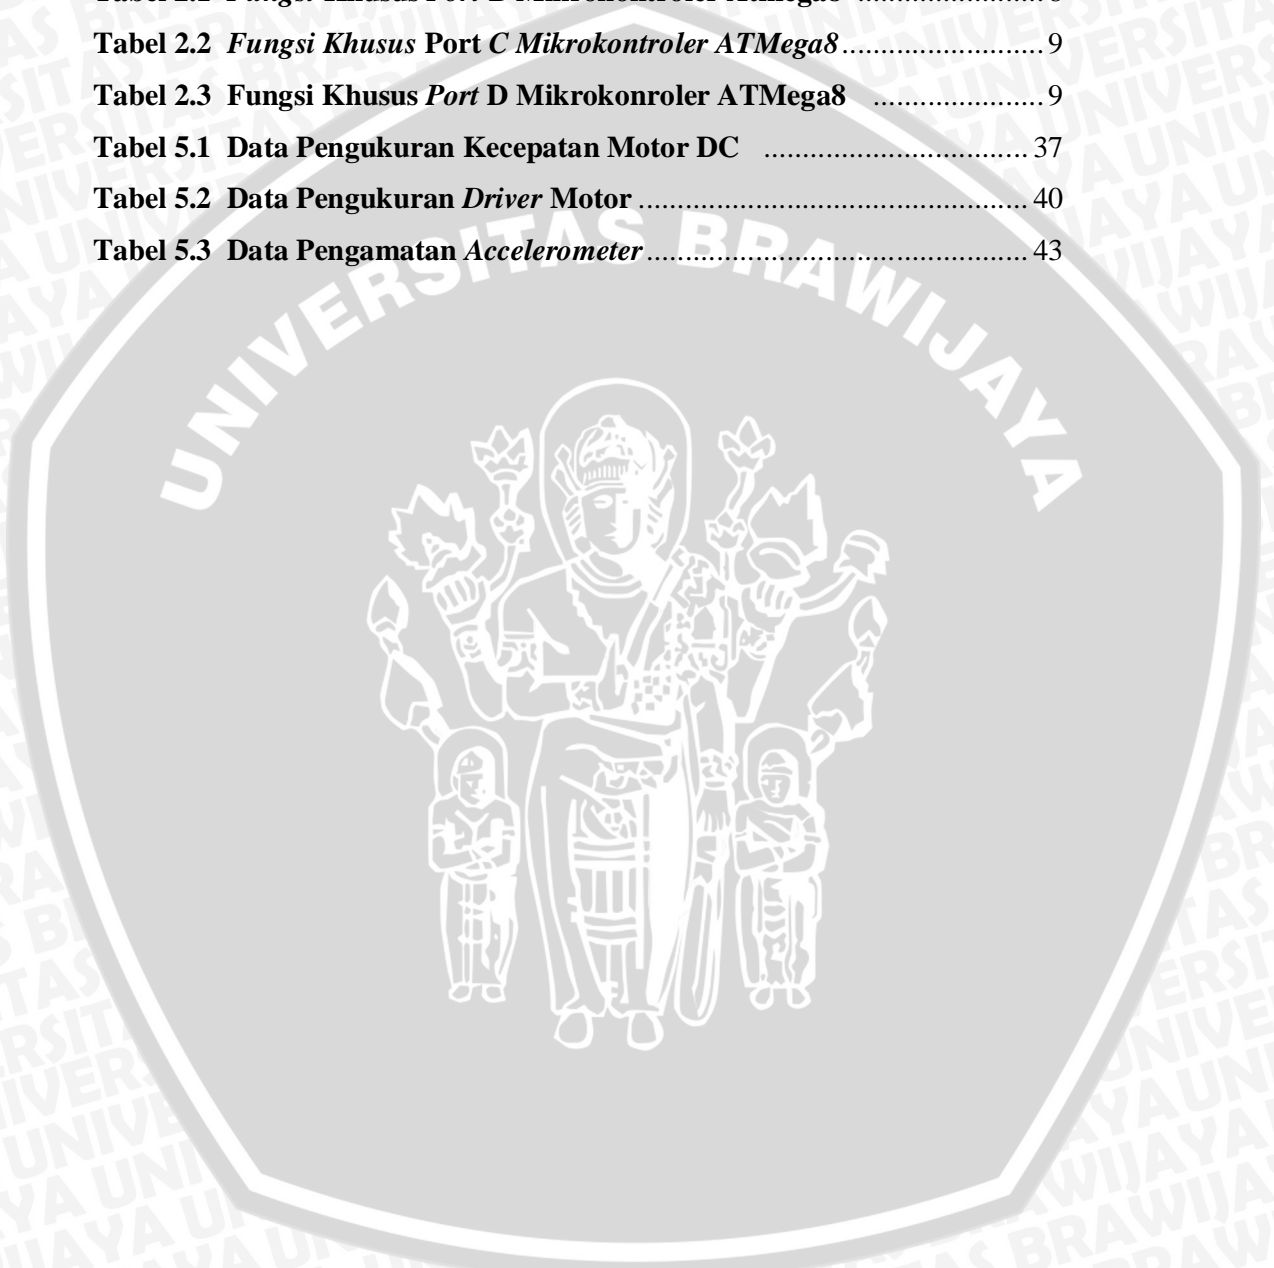 Tabel 2.2 Fungsi Khusus Port C Mikrokontroler ATMega8.......................... 9
Tabel 2.3 Fungsi Khusus Port D Mikrokonroler ATMega8 ...................... 9
Tabel 5.1 Data Pengukuran Kecepatan Motor DC .................................. 37
Tabel 5.2 Data Pengukuran Driver Motor .................................................. 40
Tabel 5.3 Data Pengamatan Accelerometer ................................................. 43
UNIVERSITAS BRAWIJAYA